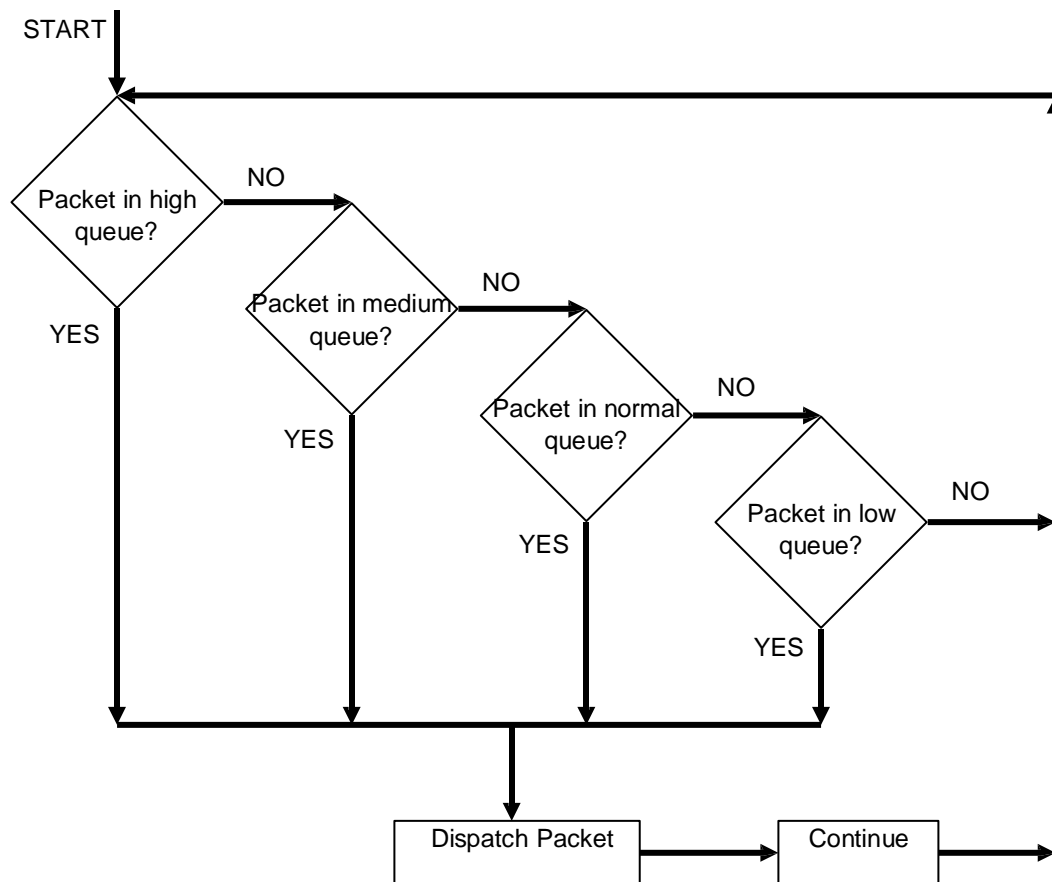 START
Packet in high
queue?
NO
YES
Packet in medium
queue?
NO
YES
Packet in normal
queue?
NO
YES
Packet in low
queue?
NO
YES
Dispatch Packet
Continue